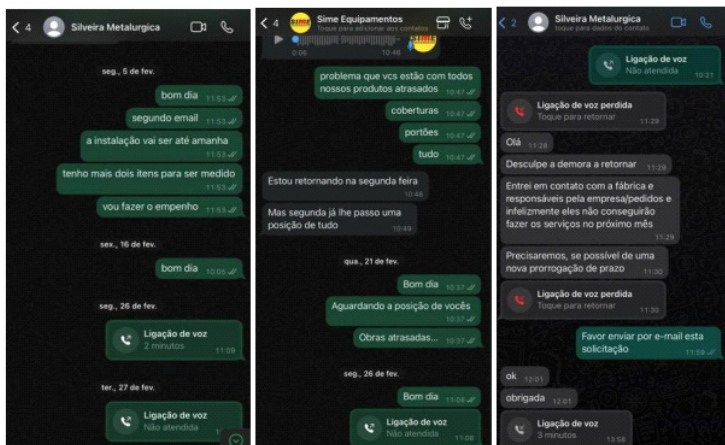 4
Silveira Metalurgica
seg., 5 de fev.
bom dia 11:53
segundo email 11:53
a instalação vai ser até amanha
11:53
tenho mais dois itens para ser medido
11:53
vou fazer o empenho 11:53
sex., 16 de fev.
bom dia 10:05
seg., 26 de fev.
Ligação de voz
2 minutos 11:09
ter., 27 de fev.
Ligação de voz
Não atendida
4
Sime Equipamentos
Toque para adicionar aos contatos
SIME
0:06 10:46
problema que vcs estão com todos
nossos produtos atrasados 10:47
coberturas 10:47
portões 10:47
tudo 10:47
Estou retornando na segunda feira
10:48
Mas segunda já lhe passo uma
posição de tudo 10:49
qua., 21 de fev.
Bom dia 10:37
Aguardando a posição de vocês
10:37
Obras atrasadas... 10:37
seg., 26 de fev.
Bom dia 11:08
Ligação de voz
Não atendida 11:08
2
Silveira Metalurgica
toque para dados do contato
Ligação de voz
Não atendida 10:21
Ligação de voz perdida
Toque para retornar 11:29
Olá 11:29
Desculpe a demora a retornar 11:29
Entrei em contato com a fábrica e
responsáveis pela empresa/pedidos e
infelizmente eles não conseguirão
fazer os serviços no próximo mês
11:29
Precisaremos, se possível de uma
nova prorrogação de prazo 11:30
Ligação de voz perdida
Toque para retornar 11:30
Favor enviar por e-mail esta
solicitação 11:59
ok 12:01
obrigada 12:01
Ligação de voz
3 minutos 13:58